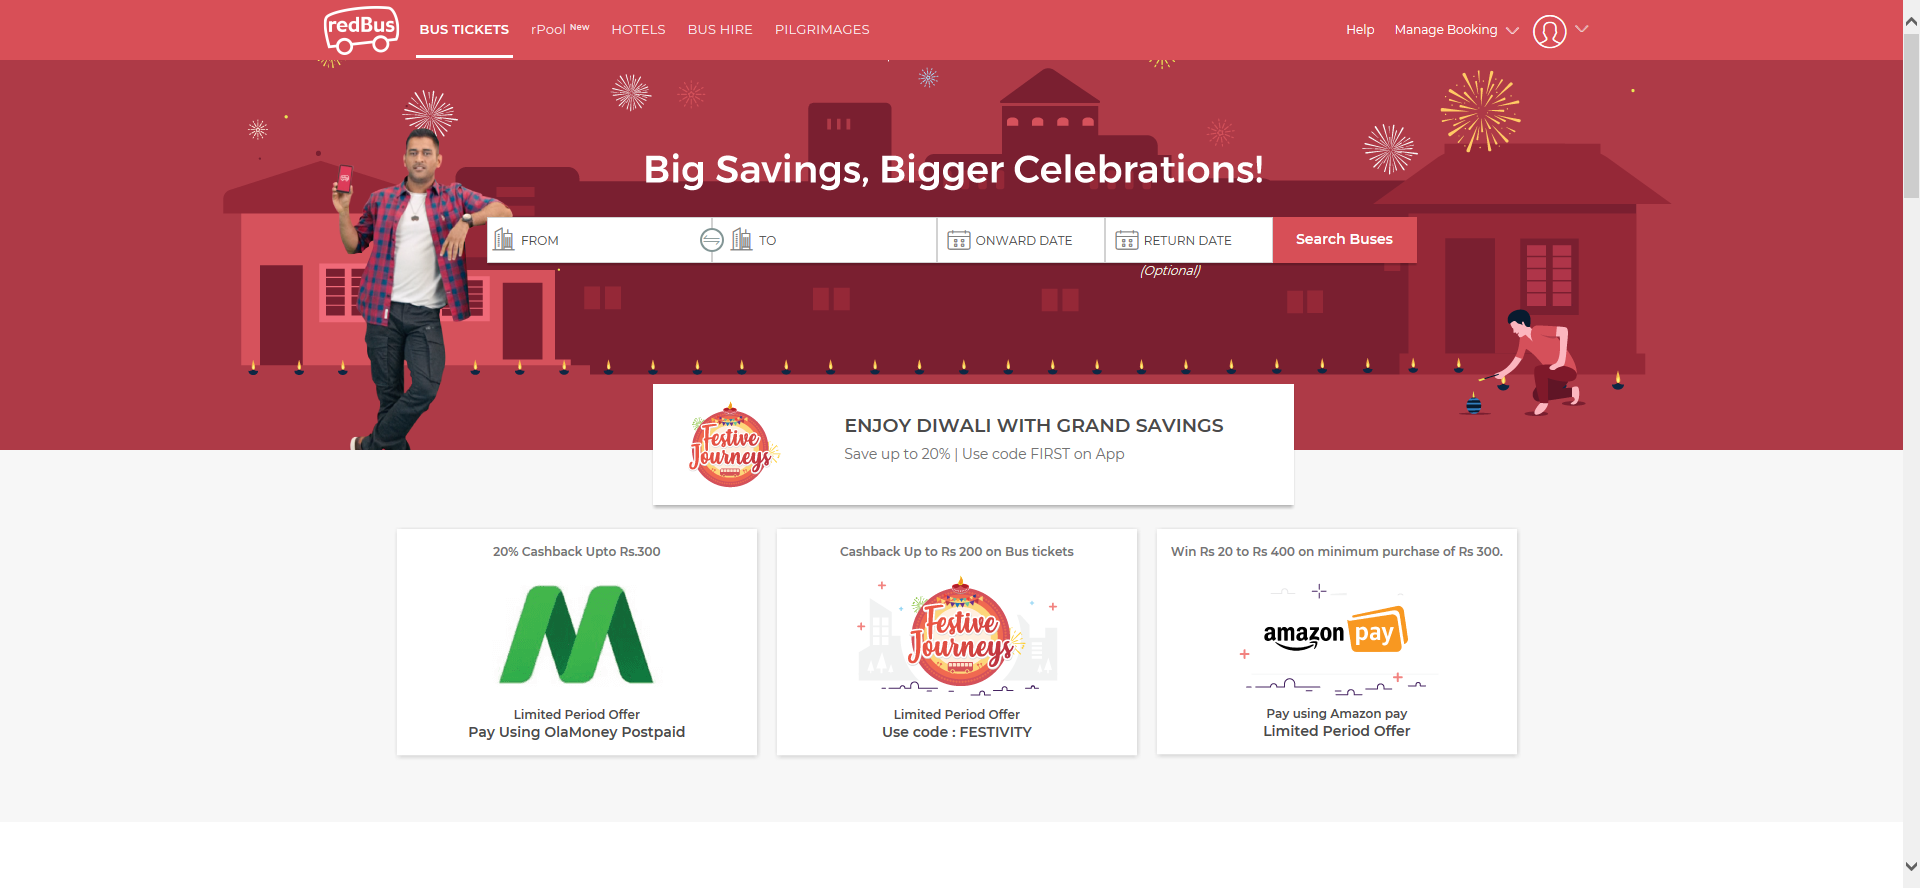 redBus
BUS TICKETS
rPool New
HOTELS
BUS HIRE
PILGRIMAGES
Help
Manage Booking
Big Savings, Bigger Celebrations!
FROM
TO
ONWARD DATE
RETURN DATE
Search Buses
(Optional)
Festive
Journeys
ENJOY DIWALI WITH GRAND SAVINGS
Save up to 20% | Use code FIRST on App
20% Cashback Upto Rs.300
Limited Period Offer
Pay Using OlaMoney Postpaid
Cashback Up to Rs 200 on Bus tickets
Festive
Journeys
Limited Period Offer
Use code : FESTIVITY
Win Rs 20 to Rs 400 on minimum purchase of Rs 300.
amazon pay
Pay using Amazon pay
Limited Period Offer